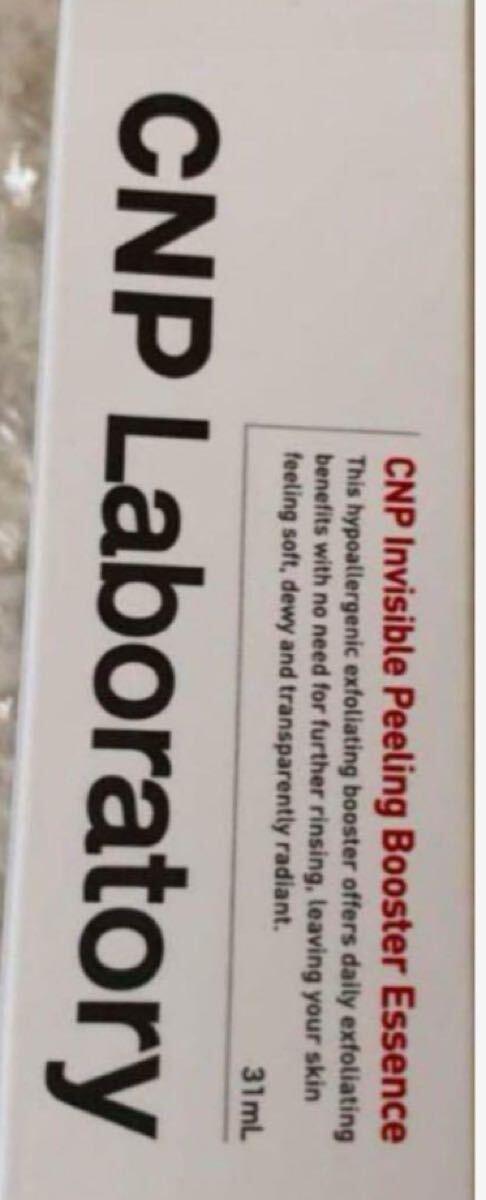 CNP Invisible Peeling Booster Essence
This hypoallergenic exfoliating booster offers daily exfoliating
benefits with no need for further rinsing, leaving your skin
feeling soft, dewy and transparently radiant.
31mL
CNP Laboratory